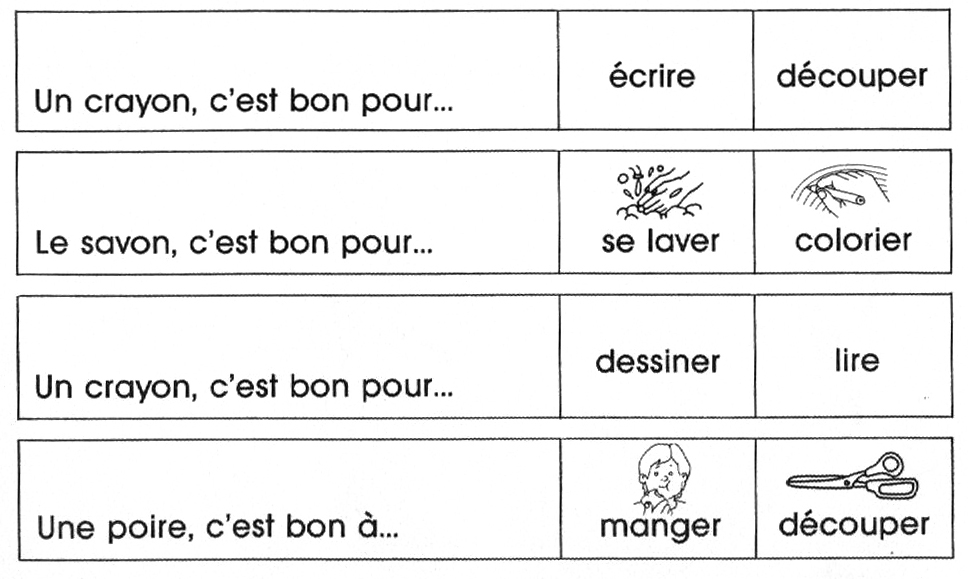 Un crayon, c'est bon pour... écrire découper
Le savon, c'est bon pour... se laver colorier
Un crayon, c'est bon pour... dessiner lire
Une poire, c'est bon à... manger découper